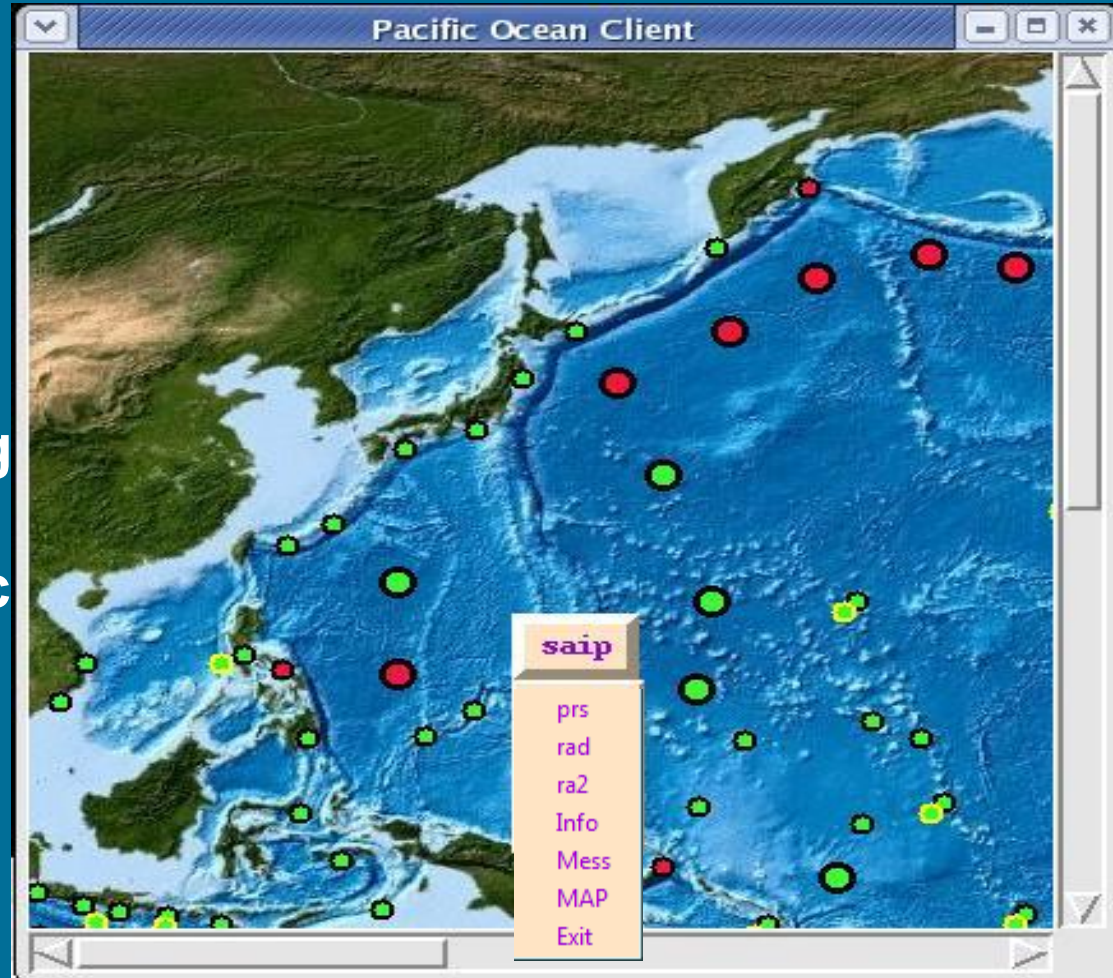 Pacific Ocean Client
g
c
saip
prs
rad
ra2
Info
Mess
MAP
Exit